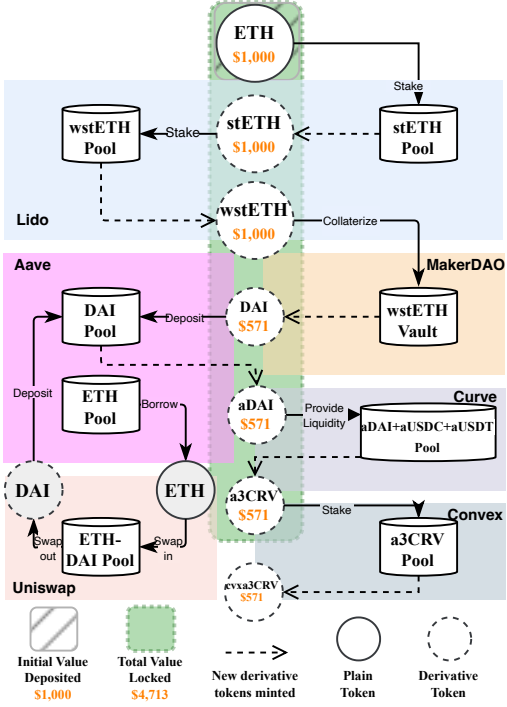 ETH
$1,000
Stake
wstETH
Pool
Stake
stETH
$1,000
stETH
Pool
wstETH
$1,000
Collaterize
Lido
Aave
MakerDAO
DAI
Pool
Deposit
DAI
$571
wstETH
Vault
Deposit
ETH
Pool
Borrow
aDAI
$571
Provide
Liquidity
Curve
aDAI+aUSDC+aUSDT
Pool
DAI
ETH
a3CRV
$571
Stake
Convex
a3CRV
Pool
Swap
out
ETH-
DAI Pool
Swap
in
Uniswap
cvxa3CRV
$571
Initial Value
Deposited
$1,000
Total Value
Locked
$4,713
New derivative
tokens minted
Plain
Token
Derivative
Token